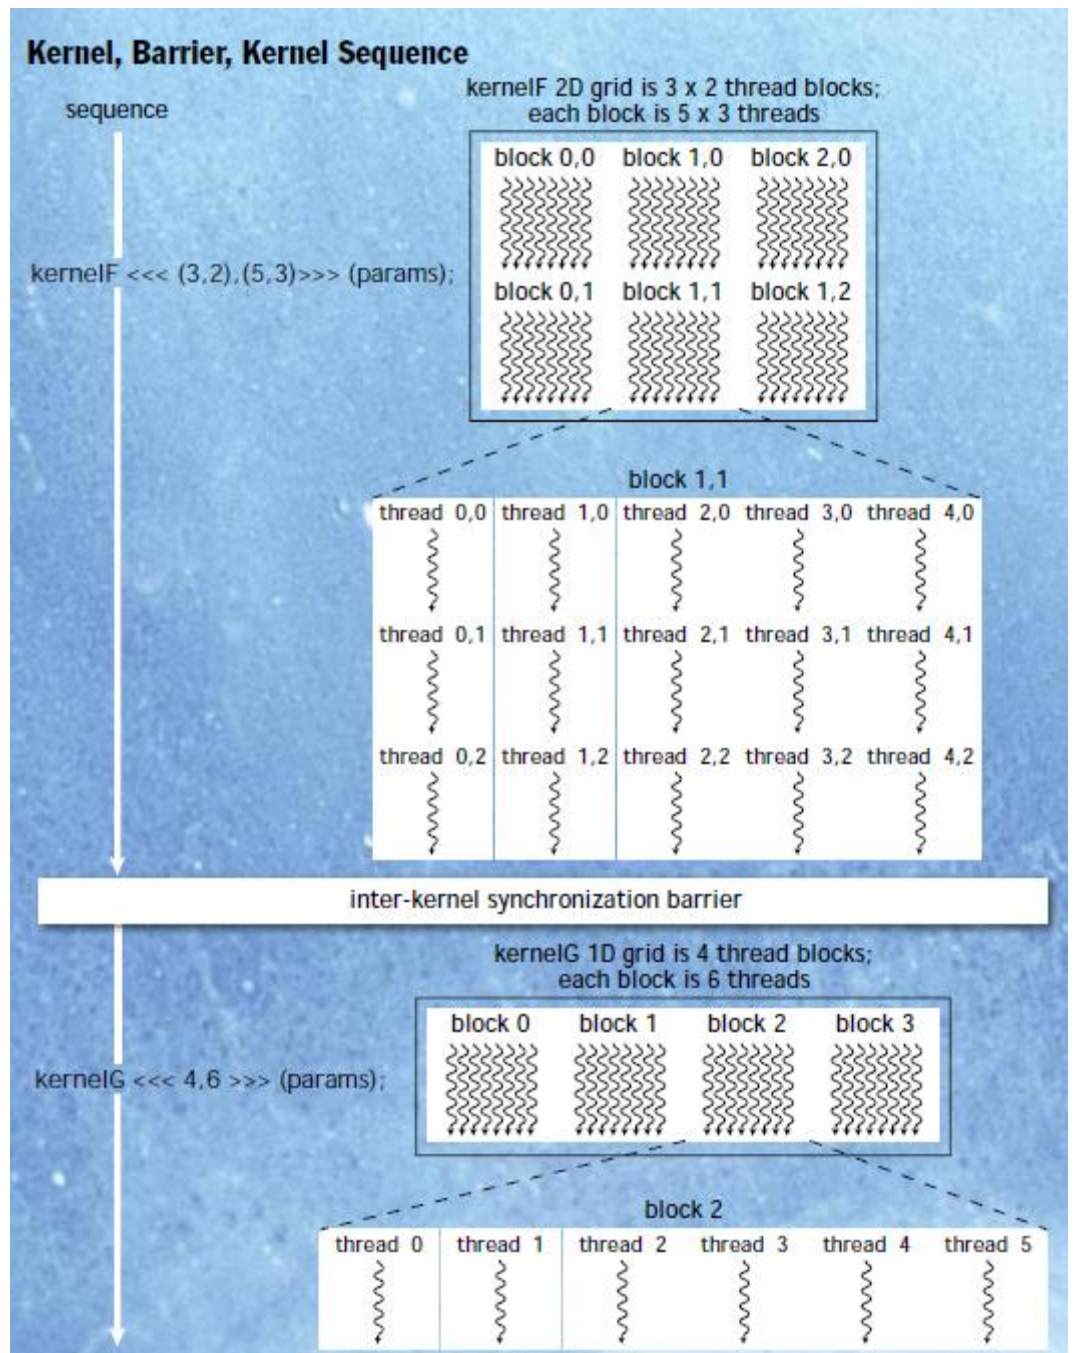 Kernel, Barrier, Kernel Sequence
sequence
kernelF 2D grid is 3 x 2 thread blocks;
each block is 5 x 3 threads
block 0,0 block 1,0 block 2,0
kernelF <<< (3,2),(5,3)>>> (params);
block 0,1 block 1,1 block 1,2
block 1,1
thread 0,0 thread 1,0 thread 2,0 thread 3,0 thread 4,0
thread 0,1 thread 1,1 thread 2,1 thread 3,1 thread 4,1
thread 0,2 thread 1,2 thread 2,2 thread 3,2 thread 4,2
inter-kernel synchronization barrier
kernelG 1D grid is 4 thread blocks;
each block is 6 threads
block 0 block 1 block 2 block 3
kernelG <<< 4,6 >>> (params);
block 2
thread 0 thread 1 thread 2 thread 3 thread 4 thread 5